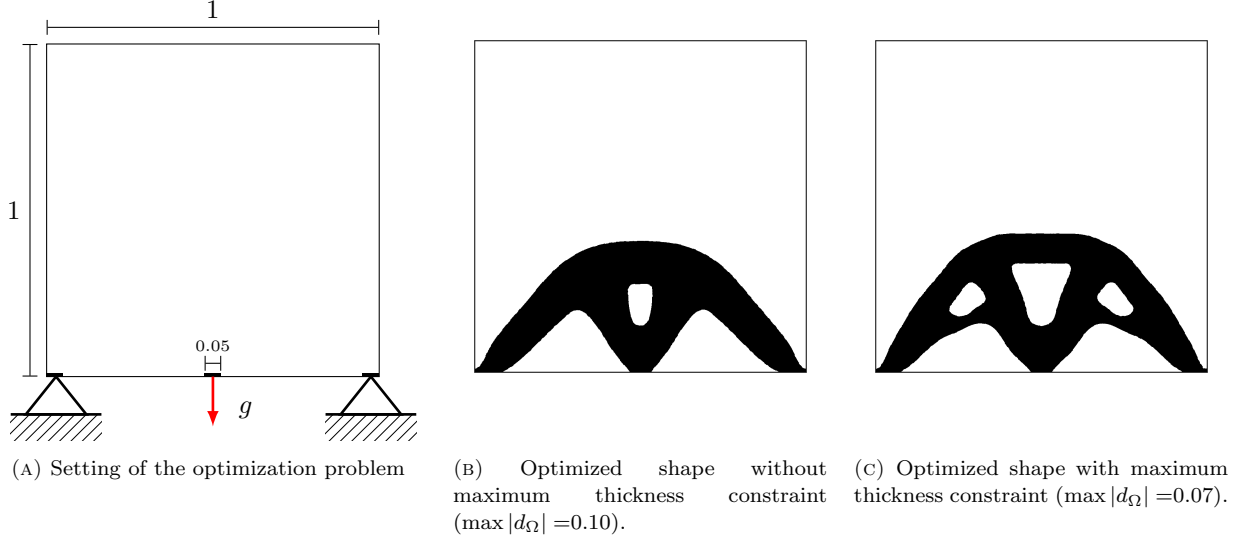 1
1
0.05
g
(A) Setting of the optimization problem
(B) Optimized shape without
maximum thickness constraint
(max |d_Ω| =0.10).
(C) Optimized shape with maximum
thickness constraint (max |d_Ω| =0.07).